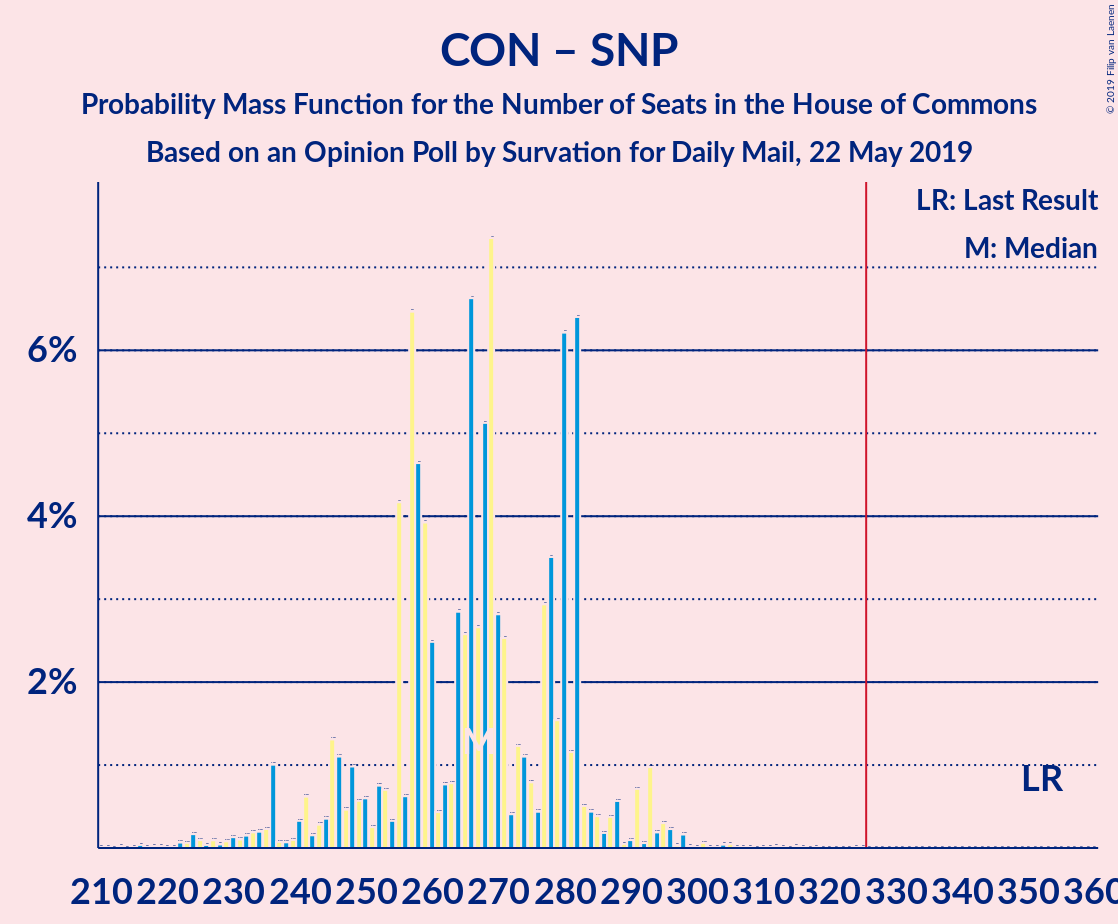 CON – SNP
Probability Mass Function for the Number of Seats in the House of Commons
Based on an Opinion Poll by Survation for Daily Mail, 22 May 2019
© 2019 Filip van Laenen
LR: Last Result
M: Median
6%
4%
2%
M
LR
210 220 230 240 250 260 270 280 290 300 310 320 330 340 350 360